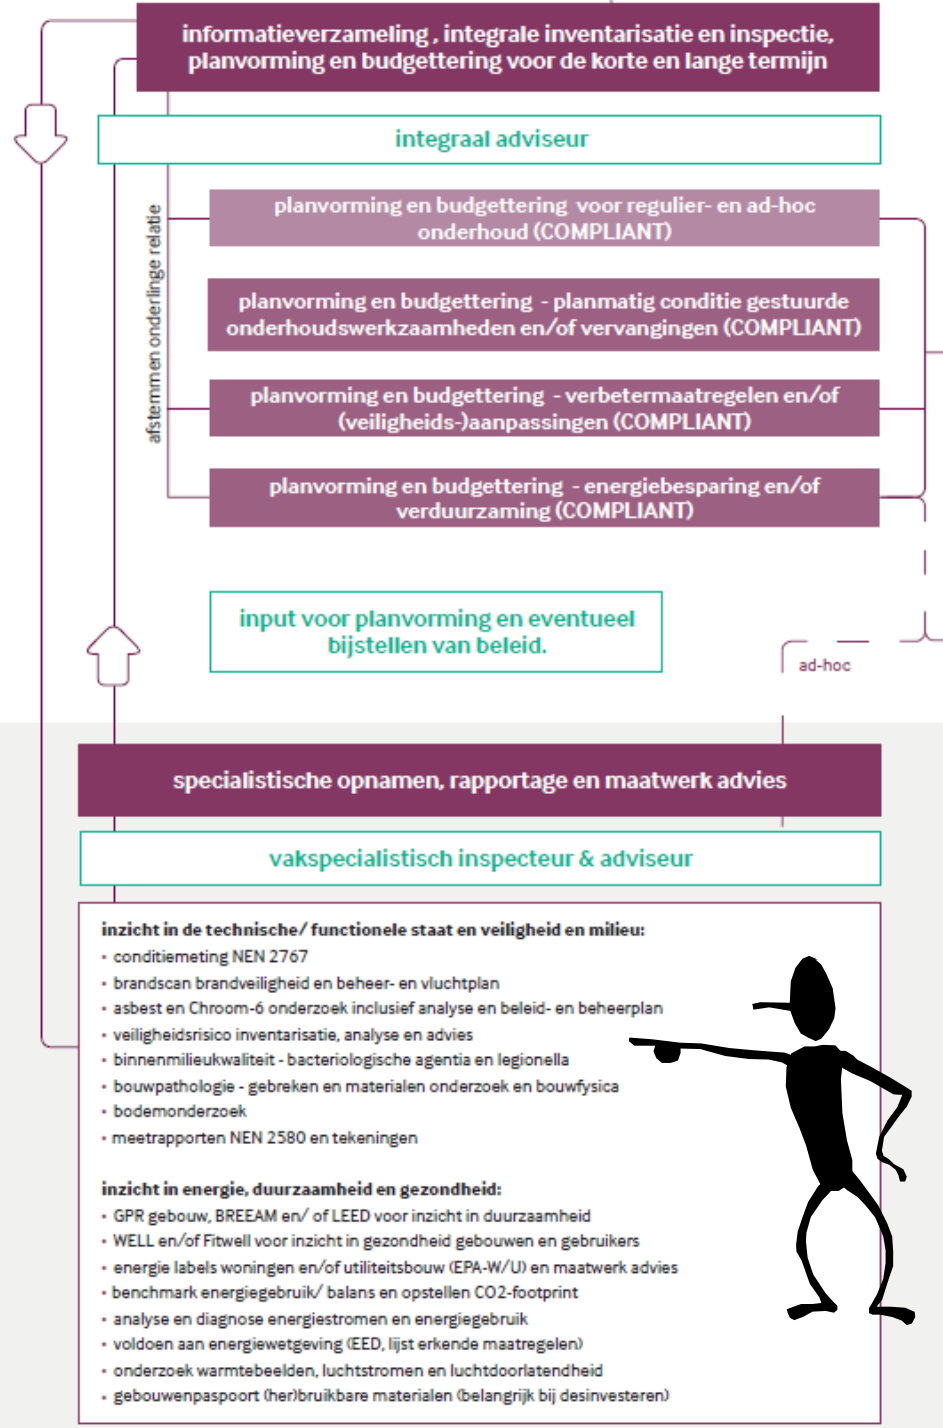 informatieverzameling , integrale inventarisatie en inspectie,
planvorming en budgettering voor de korte en lange termijn
integraal adviseur
afstemmen onderlinge relatie
planvorming en budgettering voor regulier- en ad-hoc
onderhoud (COMPLIANT)
planvorming en budgettering - planmatig conditie gestuurde
onderhoudswerkzaamheden en/of vervangingen (COMPLIANT)
planvorming en budgettering - verbetermaatregelen en/of
(veiligheids-)aanpassingen (COMPLIANT)
planvorming en budgettering - energiebesparing en/of
verduurzaming (COMPLIANT)
input voor planvorming en eventueel
bijstellen van beleid.
ad-hoc
specialistische opnamen, rapportage en maatwerk advies
vakspecialistisch inspecteur & adviseur
inzicht in de technische/ functionele staat en veiligheid en milieu:
• conditiemeting NEN 2767
• brandscan brandveiligheid en beheer- en vluchtplan
• asbest en Chroom-6 onderzoek inclusief analyse en beleid- en beheerplan
• veiligheidsrisico inventarisatie, analyse en advies
• binnenmilieukwaliteit - bacteriologische agentia en legionella
• bouwpathologie - gebreken en materialen onderzoek en bouwfysica
• bodemonderzoek
• meetrapporten NEN 2580 en tekeningen
inzicht in energie, duurzaamheid en gezondheid:
• GPR gebouw, BREEAM en/ of LEED voor inzicht in duurzaamheid
• WELL en/of Fitwell voor inzicht in gezondheid gebouwen en gebruikers
• energie labels woningen en/of utiliteitsbouw (EPA-W/U) en maatwerk advies
• benchmark energiegebruik/ balans en opstellen CO2-footprint
• analyse en diagnose energiestromen en energiegebruik
• voldoen aan energiewetgeving (EED, lijst erkende maatregelen)
• onderzoek warmtebeelden, luchtstromen en luchtdoorlatendheid
• gebouwenpaspoort (her)bruikbare materialen (belangrijk bij desinvesteren)